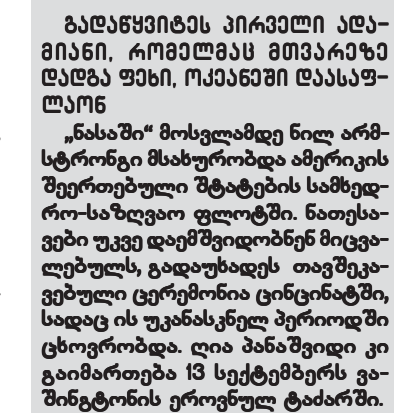 გადაწყვიტეს პირველი ადა-
მიანი, რომელმაც მთვარეზე
დადგა ფეხი, ოკეანეში დაასაფ-
ლაონ
„ნასაში“ მოსვლამდე ნილ არმ-
სტრონგი მსახურობდა ამერიკის
შეერთებული შტატების სამხედ-
რო-საზღვაო ფლოტში. ნათესა-
ვები უკვე დაემშვიდობნენ მიცვა-
ლებულს, გადაუხადეს თავშეკა-
ვებული ცერემონია ცინცინატში,
სადაც ის უკანასკნელ პერიოდში
ცხოვრობდა. ღია პანაშვიდი კი
გაიმართება 13 სექტემბერს ვა-
შინგტონის ეროვნულ ტაძარში.